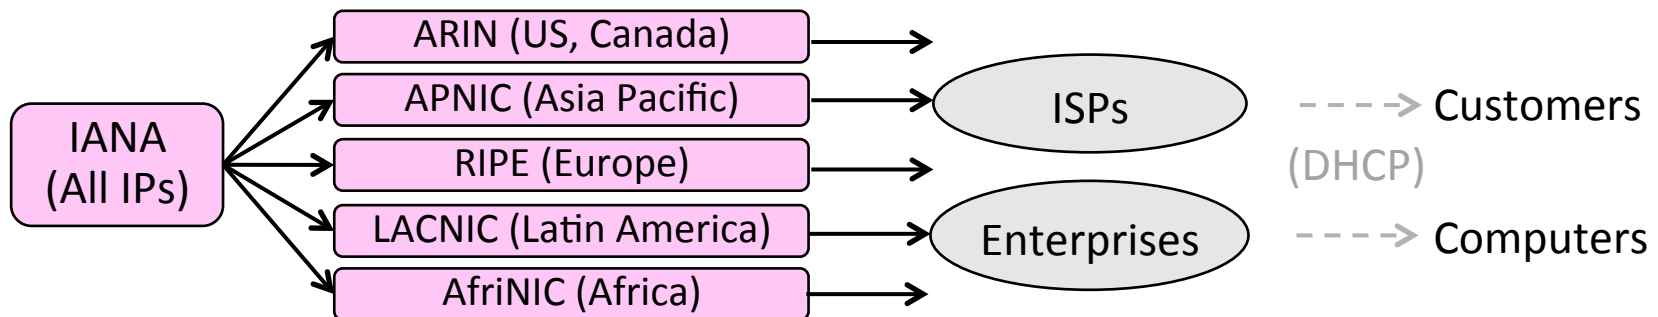 IANA
(All IPs)
ARIN (US, Canada)
APNIC (Asia Pacific)
RIPE (Europe)
LACNIC (Latin America)
AfriNIC (Africa)
ISPs
Enterprises
Customers
(DHCP)
Computers